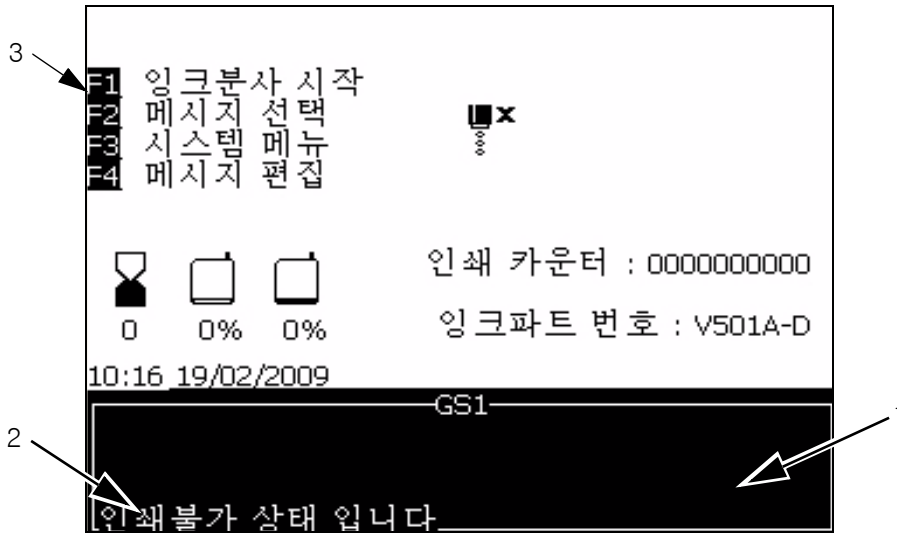 3
F1 잉크분사 시작
F2 메시지 선택
F3 시스템 메뉴
F4 메시지 편집
인쇄 카운터 : 0000000000
0 0% 0%
잉크파트 번호 : V501A-D
10:16 19/02/2009
GS1
2
인쇄불가 상태 입니다